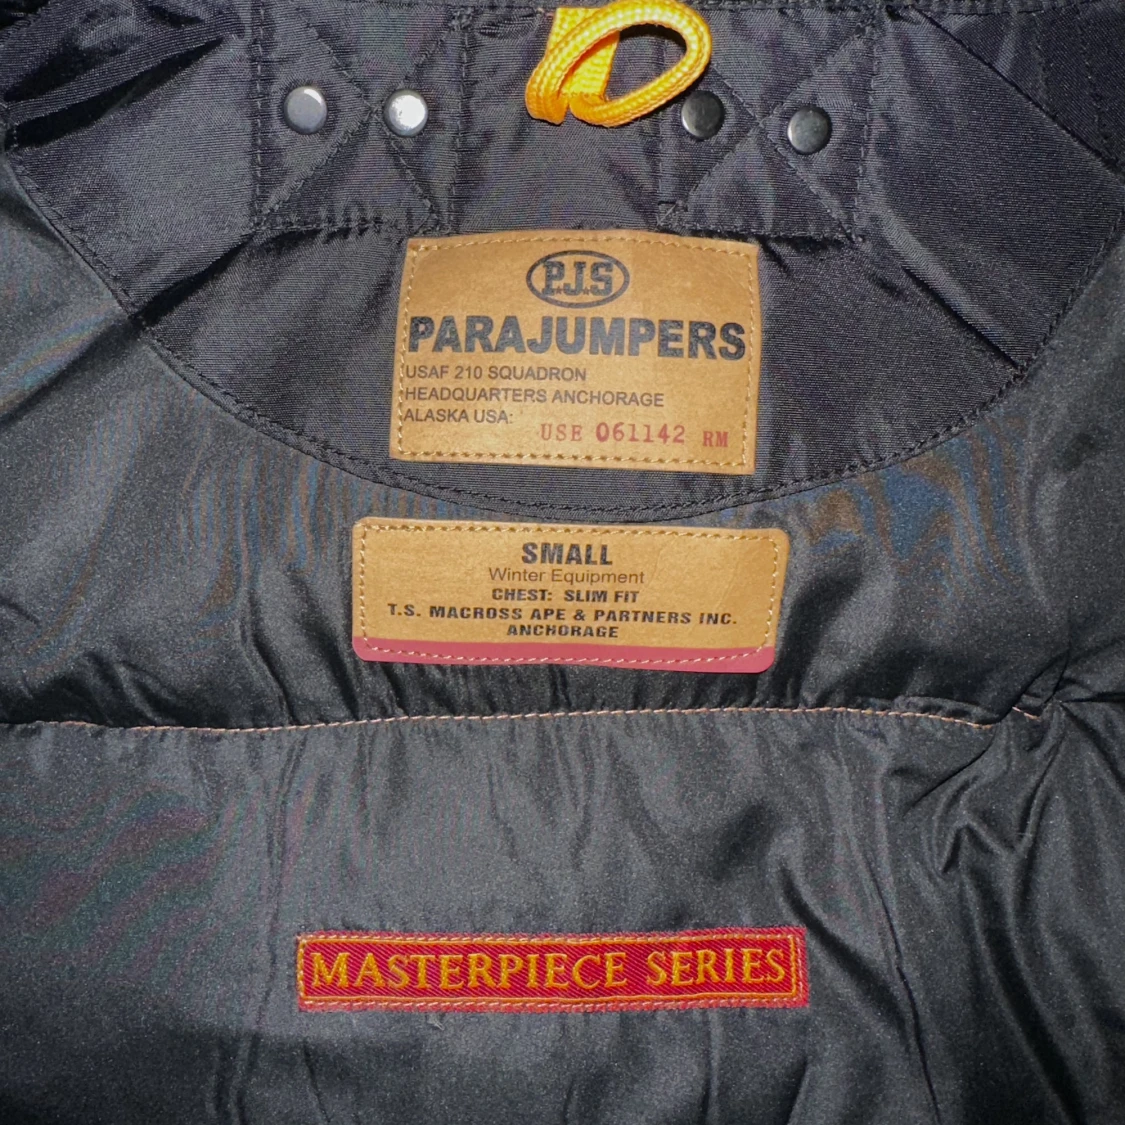 P.J.S
PARAJUMPERS
USAF 210 SQUADRON
HEADQUARTERS ANCHORAGE
ALASKA USA:
USE 061142 RM
SMALL
Winter Equipment
CHEST: SLIM FIT
T.S. MACROSS APE & PARTNERS INC.
ANCHORAGE
MASTERPIECE SERIES